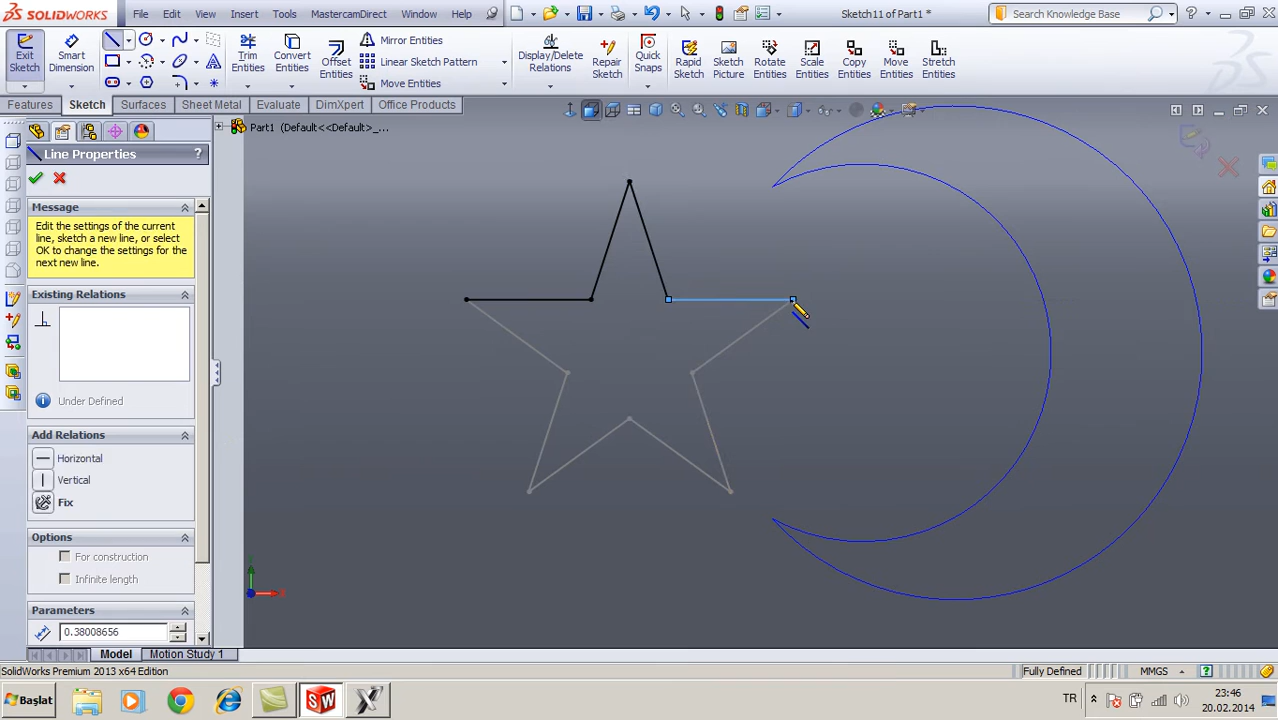 SOLIDWORKS
File Edit View Insert Tools MastercamDirect Window Help
Sketch11 of Part1 *
Search Knowledge Base
Exit Sketch
Smart Dimension
Trim Entities
Convert Entities
Offset Entities
Mirror Entities
Linear Sketch Pattern
Move Entities
Display/Delete Relations
Repair Sketch
Quick Snaps
Rapid Sketch
Sketch Picture
Rotate Entities
Scale Entities
Copy Entities
Move Entities
Stretch Entities
Features Sketch Surfaces Sheet Metal Evaluate DimXpert Office Products
Part1 (Default<<Default>_...
Line Properties ?
Message
Edit the settings of the current
line, sketch a new line, or select
OK to change the settings for the
next new line.
Existing Relations
Under Defined
Add Relations
Horizontal
Vertical
Fix
Options
For construction
Infinite length
Parameters
0.38008656
Model Motion Study 1
SolidWorks Premium 2013 x64 Edition
Fully Defined
MMGS
Başlat
TR
23:46
20.02.2014